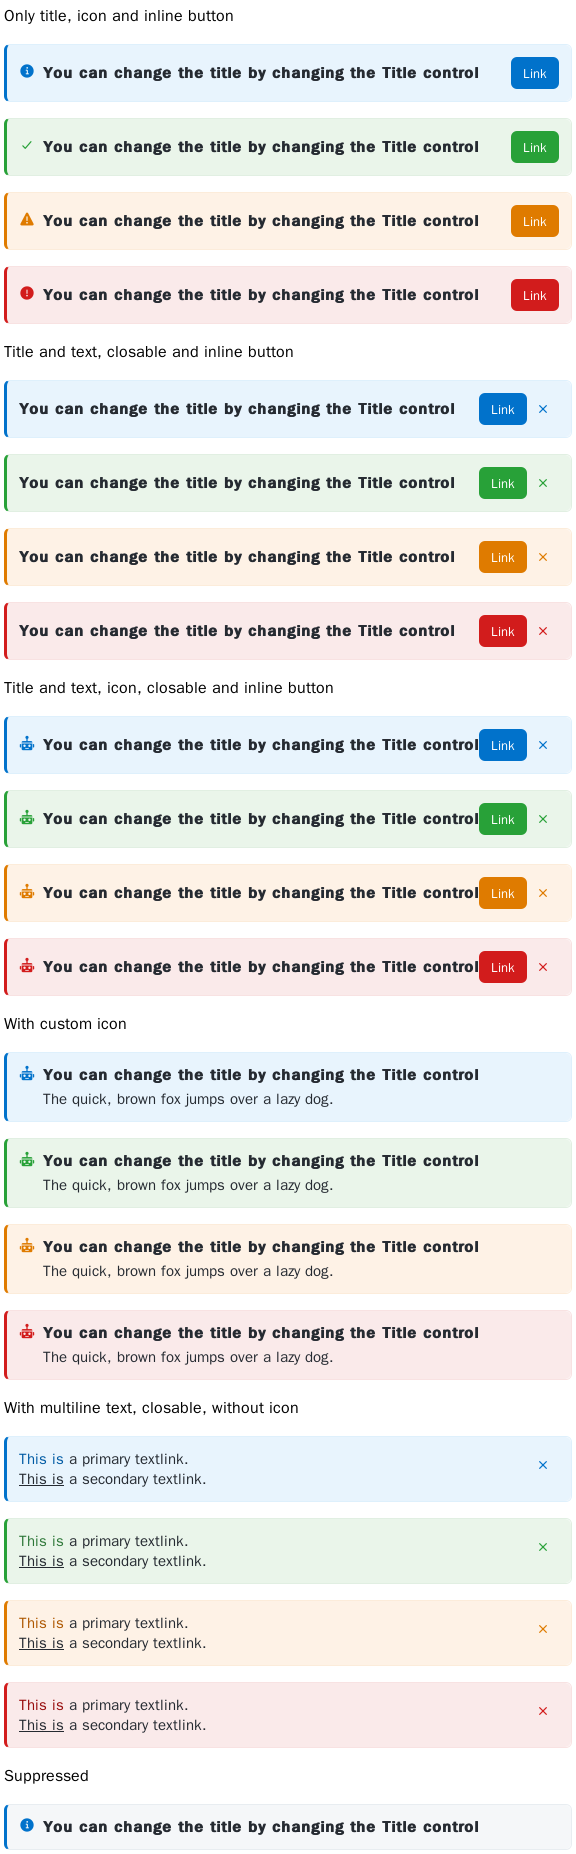 Only title, icon and inline button
You can change the title by changing the Title control Link
You can change the title by changing the Title control Link
You can change the title by changing the Title control Link
You can change the title by changing the Title control Link
Title and text, closable and inline button
You can change the title by changing the Title control Link
You can change the title by changing the Title control Link
You can change the title by changing the Title control Link
You can change the title by changing the Title control Link
Title and text, icon, closable and inline button
You can change the title by changing the Title control Link
You can change the title by changing the Title control Link
You can change the title by changing the Title control Link
You can change the title by changing the Title control Link
With custom icon
You can change the title by changing the Title control
The quick, brown fox jumps over a lazy dog.
You can change the title by changing the Title control
The quick, brown fox jumps over a lazy dog.
You can change the title by changing the Title control
The quick, brown fox jumps over a lazy dog.
You can change the title by changing the Title control
The quick, brown fox jumps over a lazy dog.
With multiline text, closable, without icon
This is a primary textlink.
This is a secondary textlink.
This is a primary textlink.
This is a secondary textlink.
This is a primary textlink.
This is a secondary textlink.
This is a primary textlink.
This is a secondary textlink.
Suppressed
You can change the title by changing the Title control